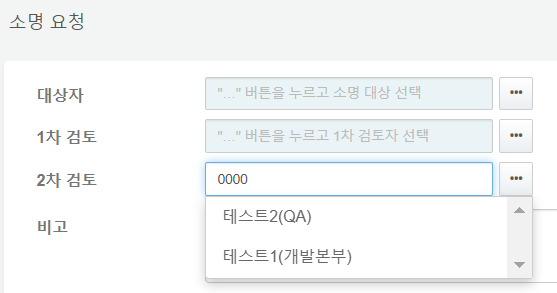 소명 요청
대상자 "..." 버튼을 누르고 소명 대상 선택 •••
1차 검토 "..." 버튼을 누르고 1차 검토자 선택 •••
2차 검토 0000 •••
비고
테스트2(QA)
테스트1(개발본부)